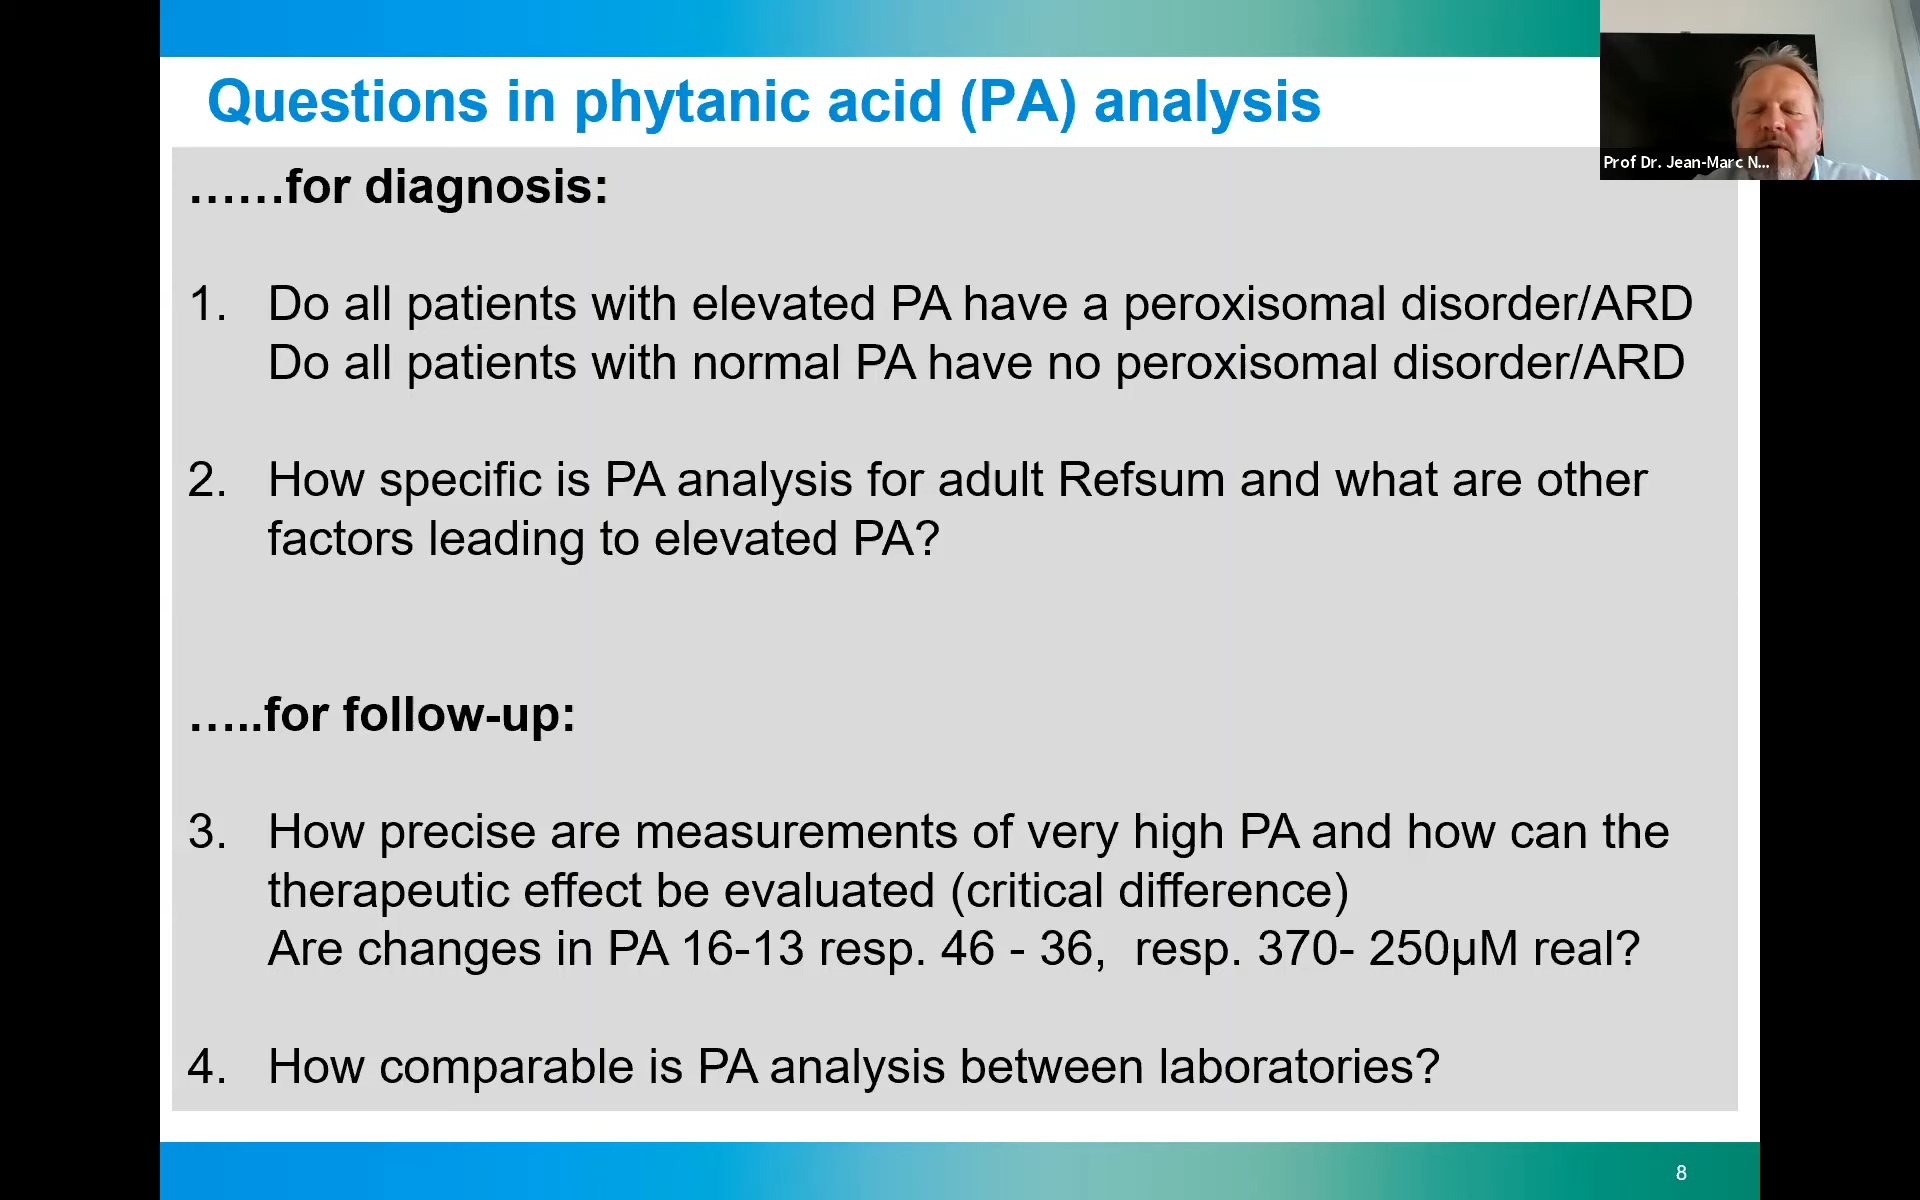 Questions in phytanic acid (PA) analysis
Prof Dr. Jean-Marc N...
……for diagnosis:
1. Do all patients with elevated PA have a peroxisomal disorder/ARD
Do all patients with normal PA have no peroxisomal disorder/ARD
2. How specific is PA analysis for adult Refsum and what are other
factors leading to elevated PA?
…..for follow-up:
3. How precise are measurements of very high PA and how can the
therapeutic effect be evaluated (critical difference)
Are changes in PA 16-13 resp. 46 - 36,  resp. 370- 250µM real?
4. How comparable is PA analysis between laboratories?
8